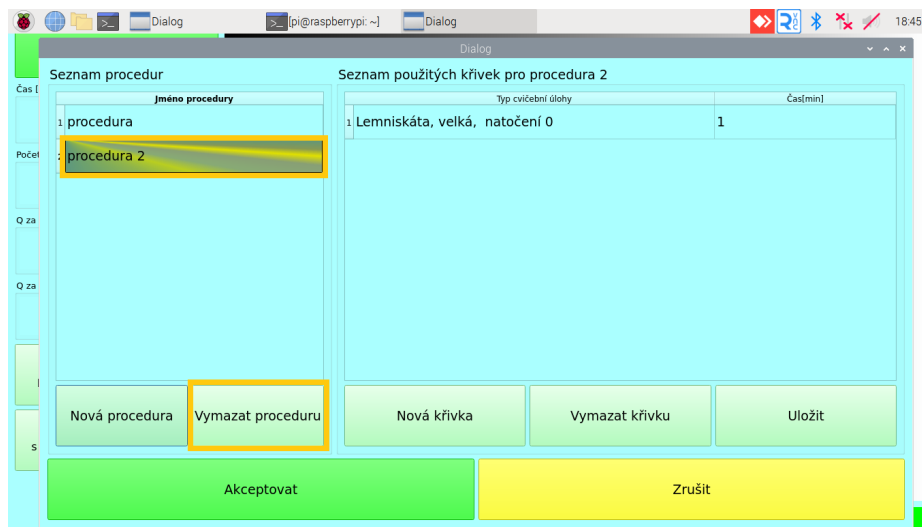 Dialog
[pi@raspberrypi: ~]
Dialog
18:45
Dialog
Seznam procedur
Seznam použitých křivek pro procedura 2
Čas [
Jméno procedury
Typ cvičební úlohy
Čas[min]
1 procedura
1 Lemniskáta, velká, natočení 0
1
Počet
procedura 2
Q za
Q za
Nová procedura
Vymazat proceduru
Nová křivka
Vymazat křivku
Uložit
s
Akceptovat
Zrušit